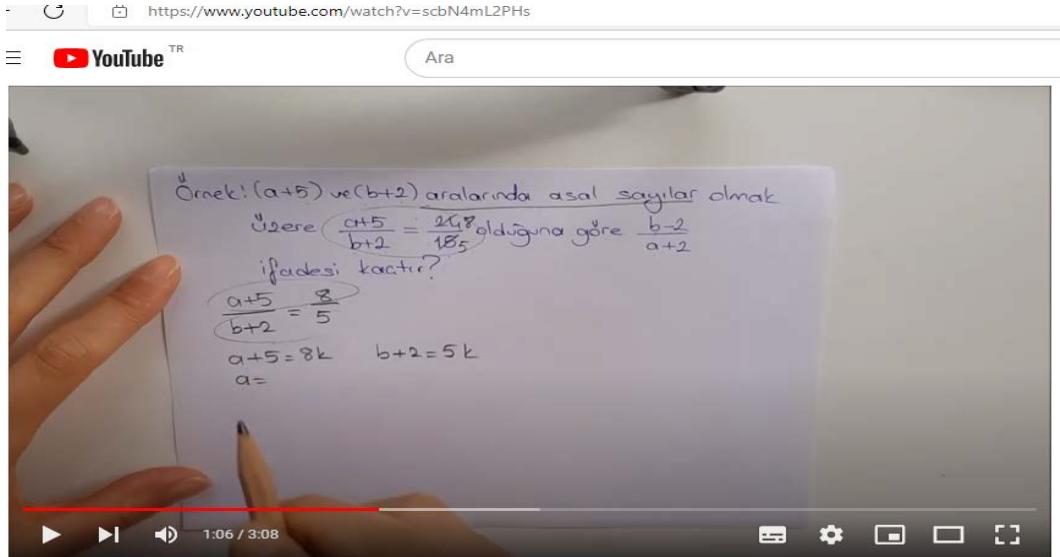 https://www.youtube.com/watch?v=scbN4mL2PHs
YouTube TR
Ara
Örnek: (a+5) ve (b+2) aralarında asal sayılar olmak
üzere a+5/b+2 = 24 8/15 5 olduğuna göre b-2/a+2
ifadesi kaçtır?
a+5/b+2 = 8/5
a+5=8k b+2=5k
a=
1:06 / 3:08